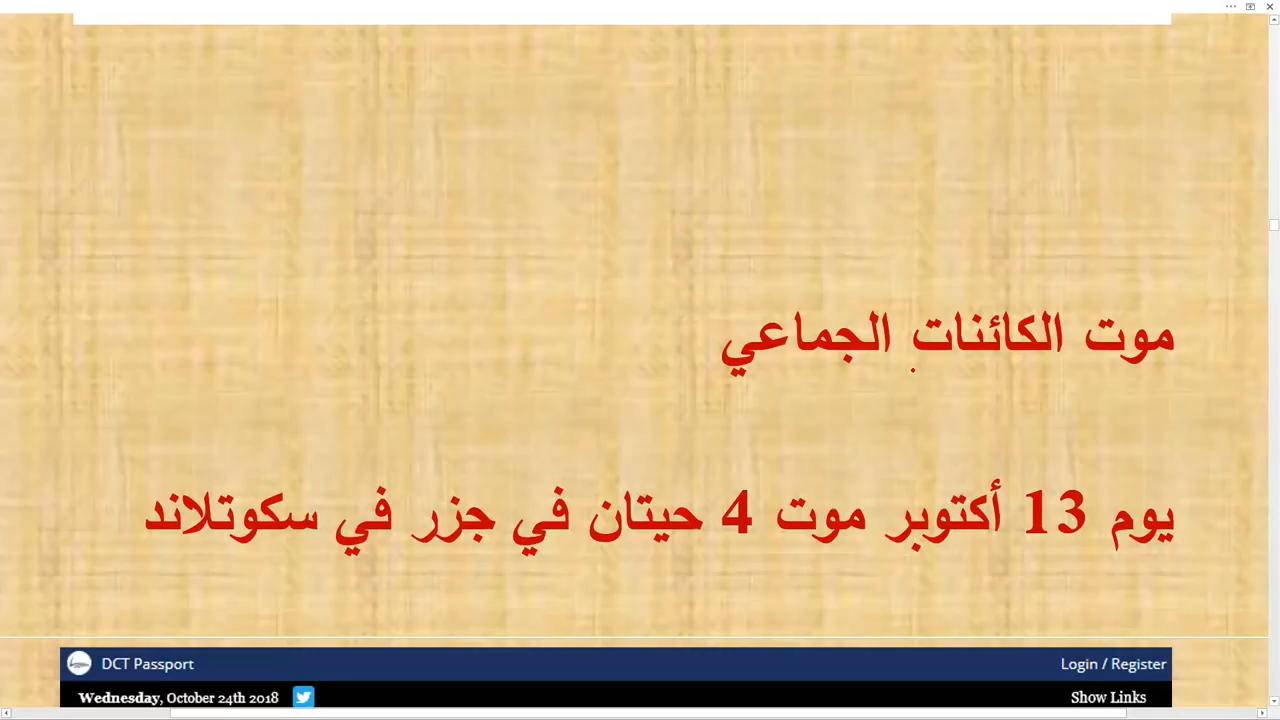 موت الكائنات الجماعي
يوم 13 أكتوبر موت 4 حيتان في جزر في سكوتلاند
DCT Passport
Login / Register
Wednesday, October 24th 2018
Show Links